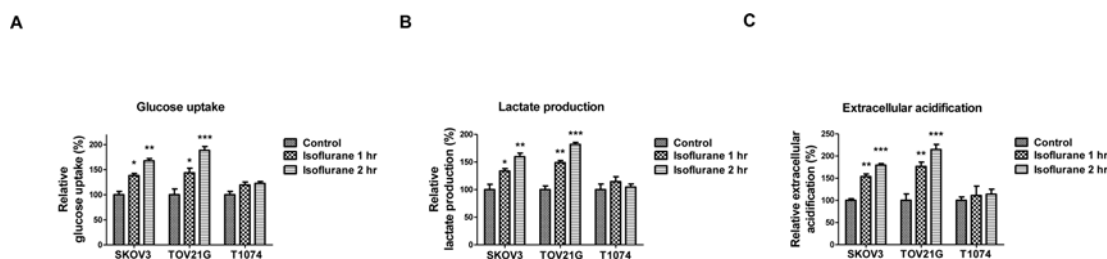 A
Glucose uptake
Relative
glucose uptake (%)
200
150
100
50
0
* ** * ***
SKOV3 TOV21G T1074
Control
Isoflurane 1 hr
Isoflurane 2 hr
B
Lactate production
Relative
lactate production (%)
200
150
100
50
0
* ** ** ***
SKOV3 TOV21G T1074
Control
Isoflurane 1 hr
Isoflurane 2 hr
C
Extracellular acidification
Relative extracellular
acidification (%)
250
200
150
100
50
0
** *** ** ***
SKOV3 TOV21G T1074
Control
Isoflurane 1 hr
Isoflurane 2 hr